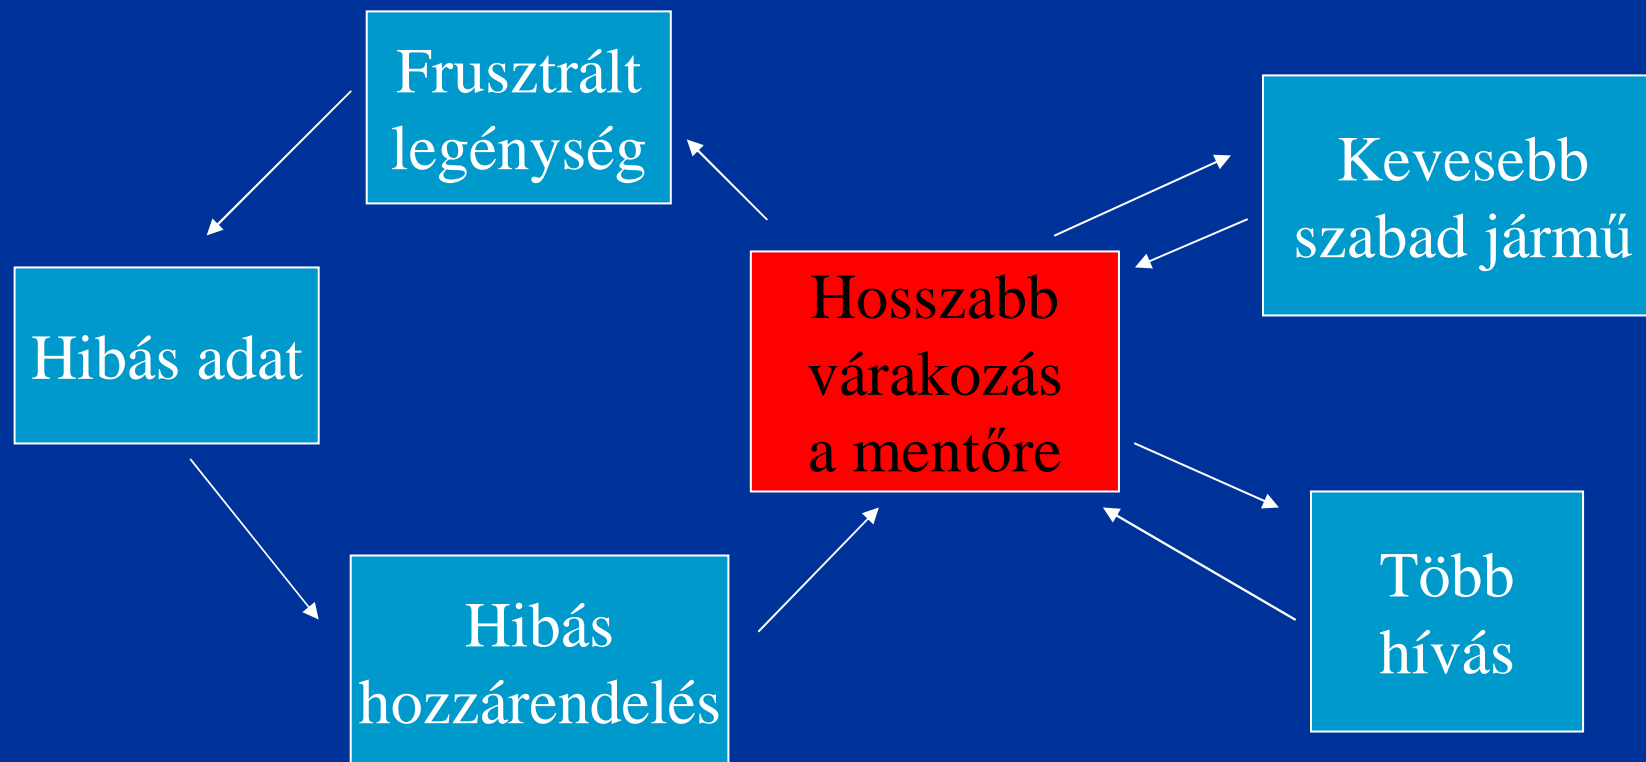 Frusztrált
legénység
Kevesebb
szabad jármű
Hosszabb
várakozás
a mentőre
Hibás adat
Több
hívás
Hibás
hozzárendelés